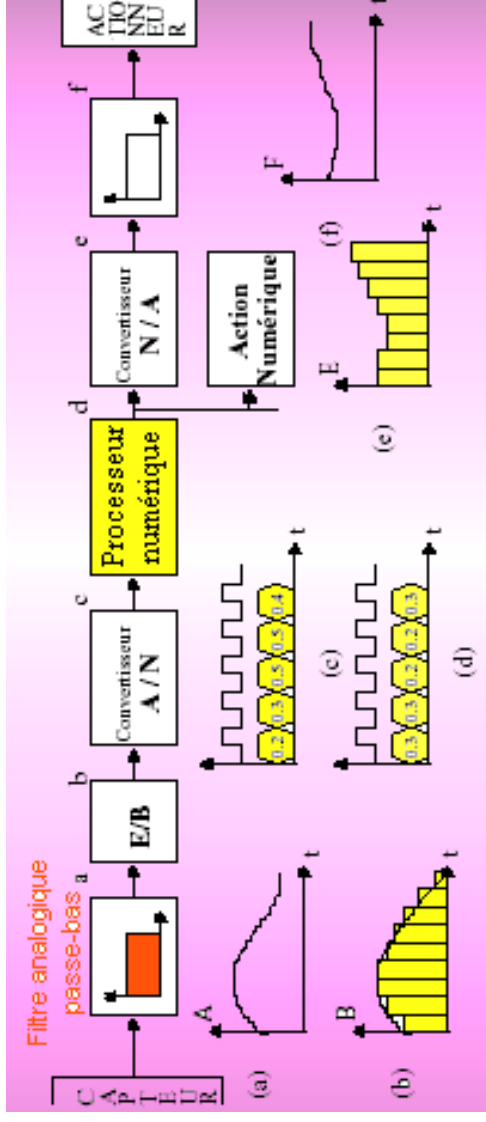 Filtre analogique
passe-bas
C
A
P
T
E
U
R
a
E/B
b
Convertisseur
A / N
c
Processeur
numérique
d
Convertisseur
N / A
e
f
AC
TIO
NN
EU
R
Action
Numérique
A
t
(a)
B
t
(b)
0.2 0.3 0.5 0.5 0.4
t
(c)
0.3 0.3 0.2 0.2 0.3
t
(d)
E
t
(e)
F
t
(f)